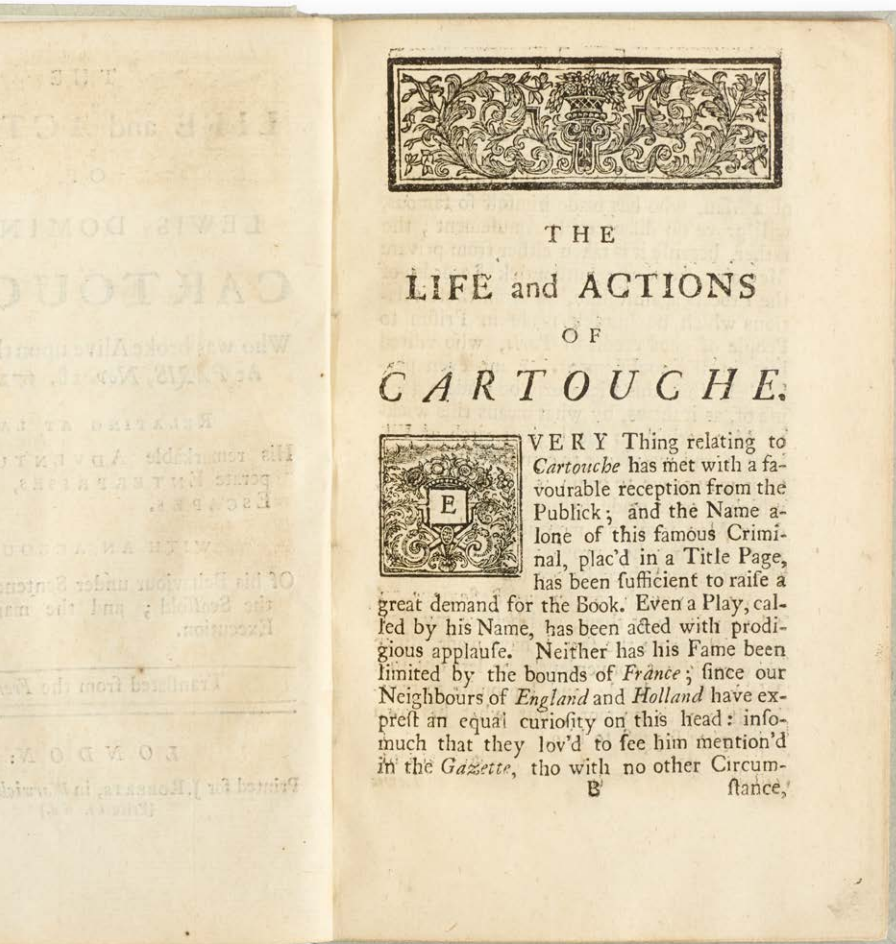 THE
LIFE and ACTIONS
OF
CARTOUCHE.
EVERY Thing relating to
Cartouche has met with a fa-
vourable reception from the
Publick; and the Name a-
lone of this famous Crimi-
nal, plac'd in a Title Page,
has been ſufficient to raiſe a
great demand for the Book. Even a Play, cal-
led by his Name, has been acted with prodi-
gious applauſe. Neither has his Fame been
limited by the bounds of France; ſince our
Neighbours of England and Holland have ex-
preſt an equal curioſity on this head: inſo-
much that they lov'd to ſee him mention'd
in the Gazette, tho with no other Circum-
B ſtance,